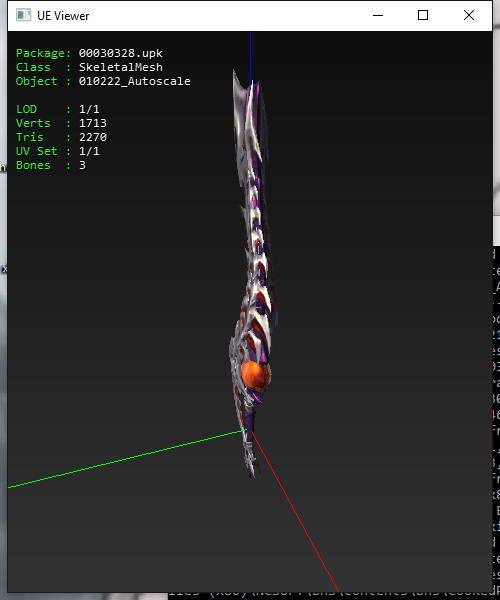 UE Viewer
Package: 00030328.upk
Class : SkeletalMesh
Object : 010222_Autoscale
LOD : 1/1
Verts : 1713
Tris : 2270
UV Set : 1/1
Bones : 3